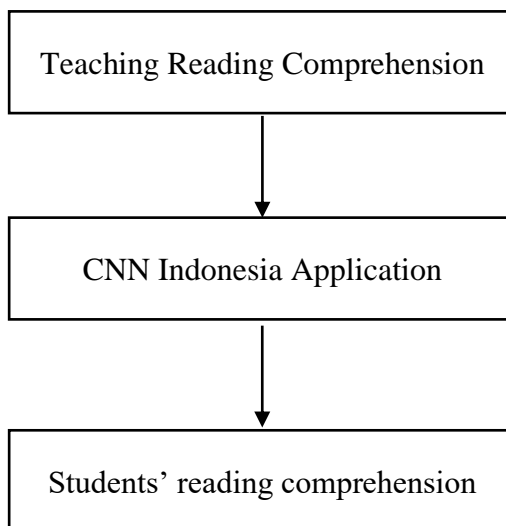 Teaching Reading Comprehension
CNN Indonesia Application
Students’ reading comprehension